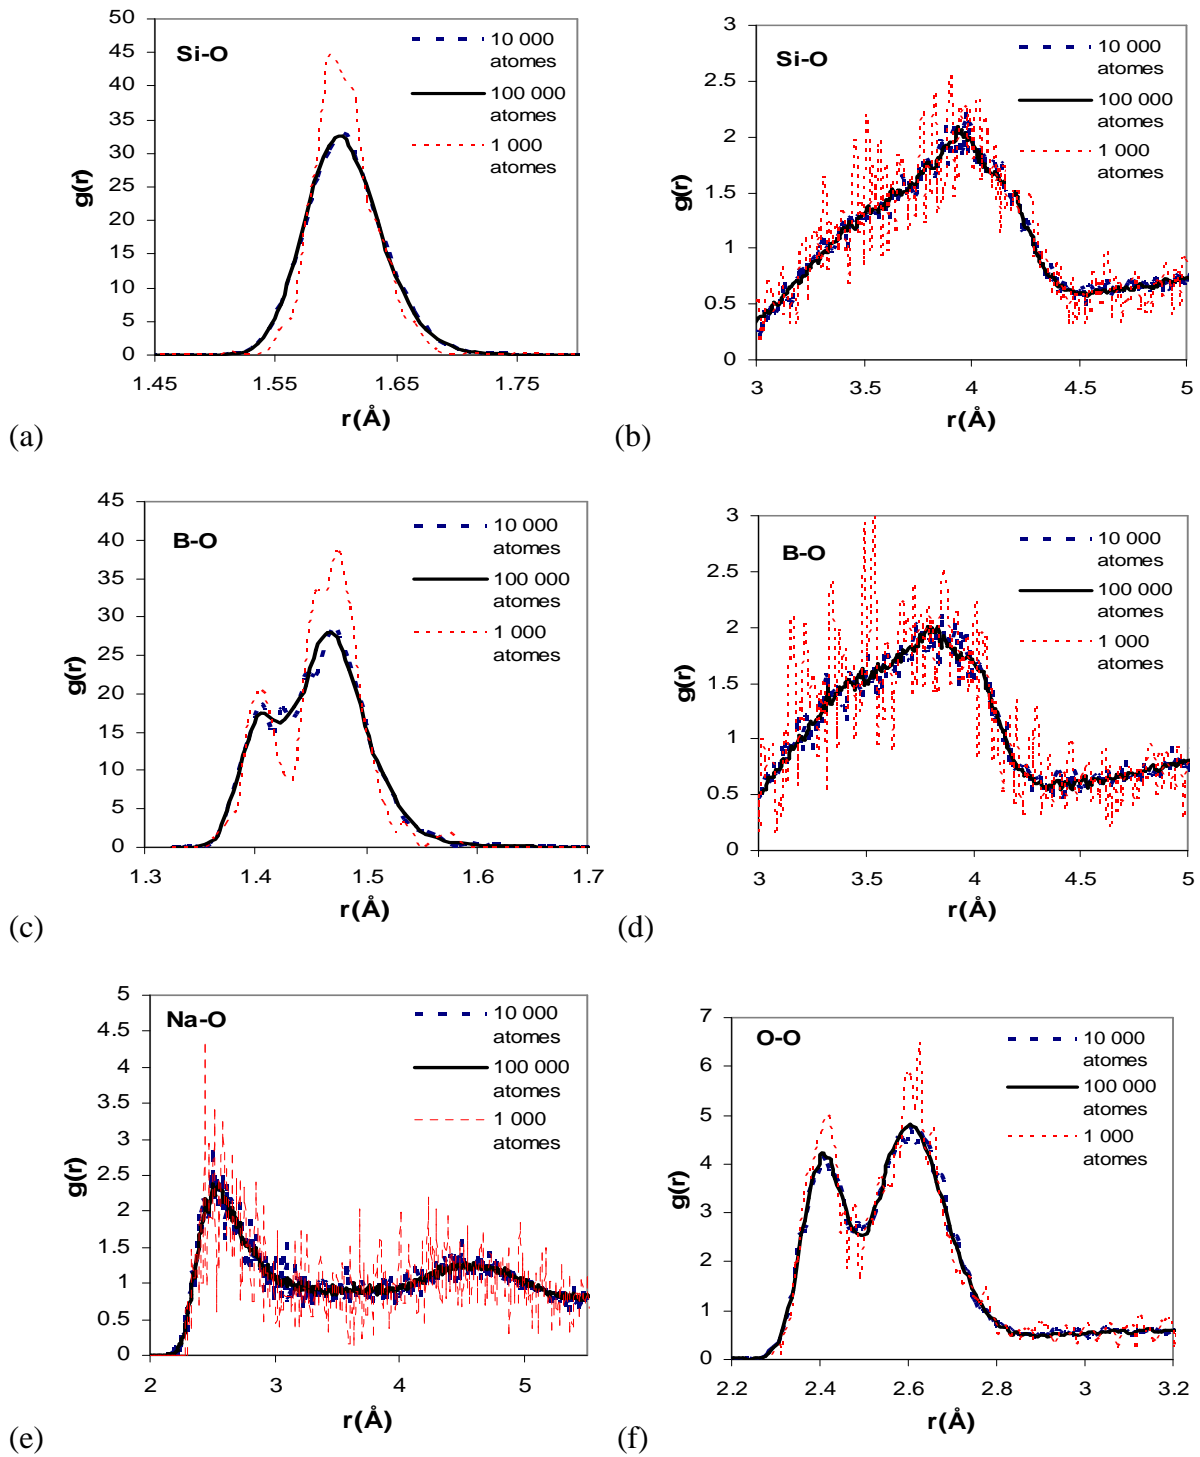 50
45
40
35
30
25
20
15
10
5
0
g(r)
Si-O
10 000
atomes
100 000
atomes
1 000
atomes
1.45
1.55
1.65
1.75
r(Å)
(a)
3
2.5
2
1.5
1
0.5
0
g(r)
Si-O
10 000
atomes
100 000
atomes
1 000
atomes
3
3.5
4
4.5
5
r(Å)
(b)
45
40
35
30
25
20
15
10
5
0
g(r)
B-O
10 000
atomes
100 000
atomes
1 000
atomes
1.3
1.4
1.5
1.6
1.7
r(Å)
(c)
3
2.5
2
1.5
1
0.5
0
g(r)
B-O
10 000
atomes
100 000
atomes
1 000
atomes
3
3.5
4
4.5
5
r(Å)
(d)
5
4.5
4
3.5
3
2.5
2
1.5
1
0.5
0
g(r)
Na-O
10 000
atomes
100 000
atomes
1 000
atomes
2
3
4
5
r(Å)
(e)
7
6
5
4
3
2
1
0
g(r)
O-O
10 000
atomes
100 000
atomes
1 000
atomes
2.2
2.4
2.6
2.8
3
3.2
r(Å)
(f)